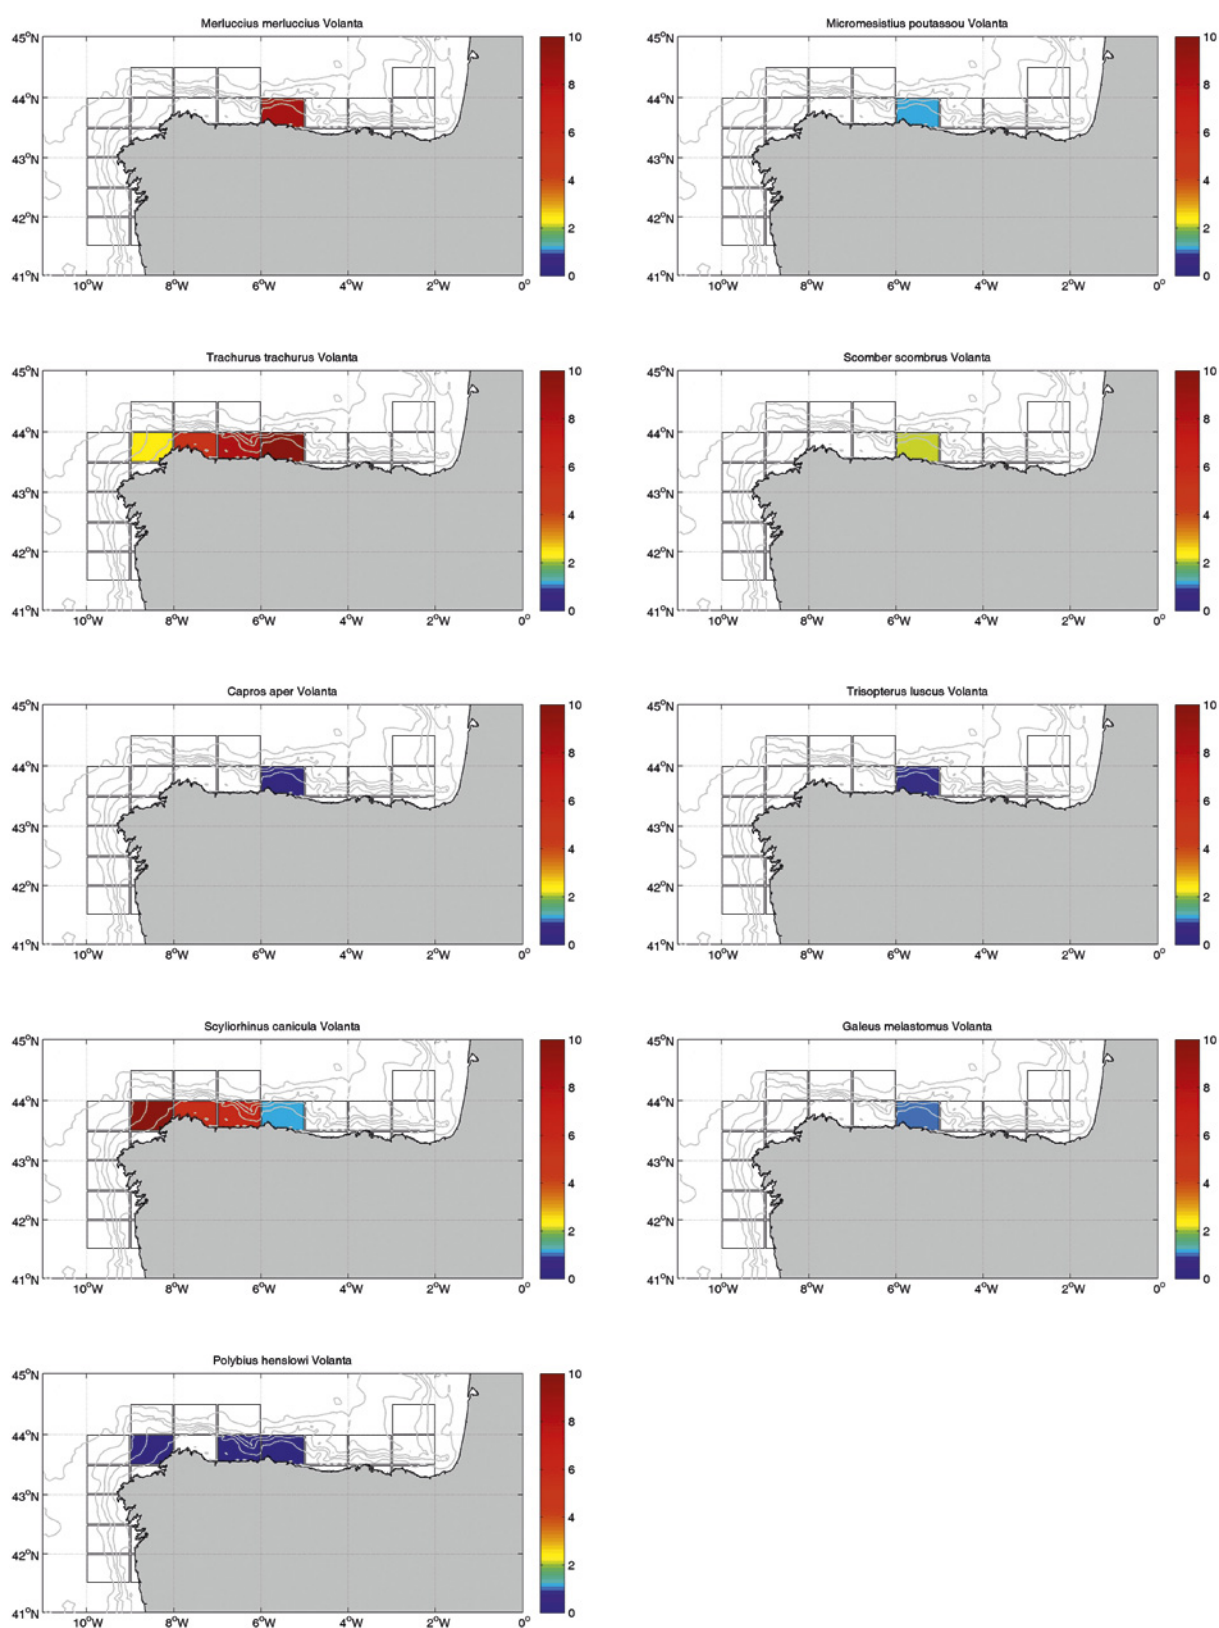 Merluccius merluccius Volanta
45°N
44°N
43°N
42°N
41°N
10°W 8°W 6°W 4°W 2°W 0°
10
8
6
4
2
0
Micromesistius poutassou Volanta
45°N
44°N
43°N
42°N
41°N
10°W 8°W 6°W 4°W 2°W 0°
10
8
6
4
2
0
Trachurus trachurus Volanta
45°N
44°N
43°N
42°N
41°N
10°W 8°W 6°W 4°W 2°W 0°
10
8
6
4
2
0
Scomber scombrus Volanta
45°N
44°N
43°N
42°N
41°N
10°W 8°W 6°W 4°W 2°W 0°
10
8
6
4
2
0
Capros aper Volanta
45°N
44°N
43°N
42°N
41°N
10°W 8°W 6°W 4°W 2°W 0°
10
8
6
4
2
0
Trisopterus luscus Volanta
45°N
44°N
43°N
42°N
41°N
10°W 8°W 6°W 4°W 2°W 0°
10
8
6
4
2
0
Scyliorhinus canicula Volanta
45°N
44°N
43°N
42°N
41°N
10°W 8°W 6°W 4°W 2°W 0°
10
8
6
4
2
0
Galeus melastomus Volanta
45°N
44°N
43°N
42°N
41°N
10°W 8°W 6°W 4°W 2°W 0°
10
8
6
4
2
0
Polybius henslowi Volanta
45°N
44°N
43°N
42°N
41°N
10°W 8°W 6°W 4°W 2°W 0°
10
8
6
4
2
0